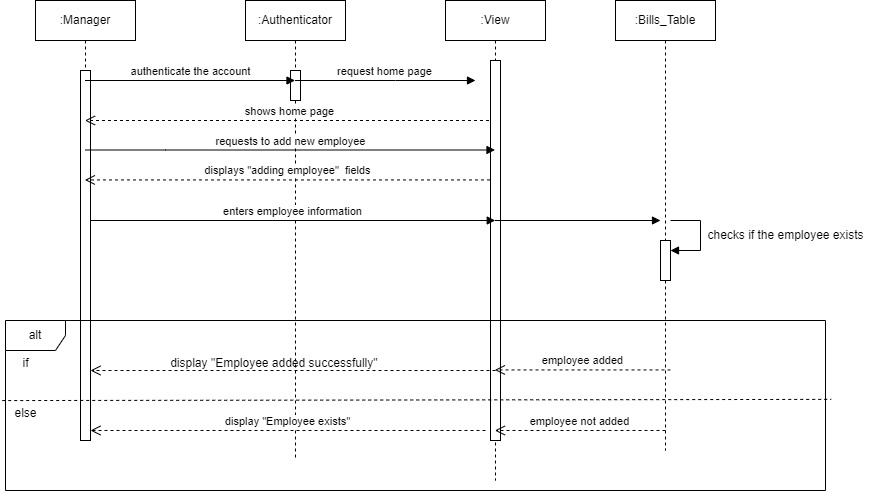 :Manager
:Authenticator
:View
:Bills_Table
authenticate the account
request home page
shows home page
requests to add new employee
displays "adding employee" fields
enters employee information
checks if the employee exists
alt
if
display "Employee added successfully"
employee added
else
display "Employee exists"
employee not added